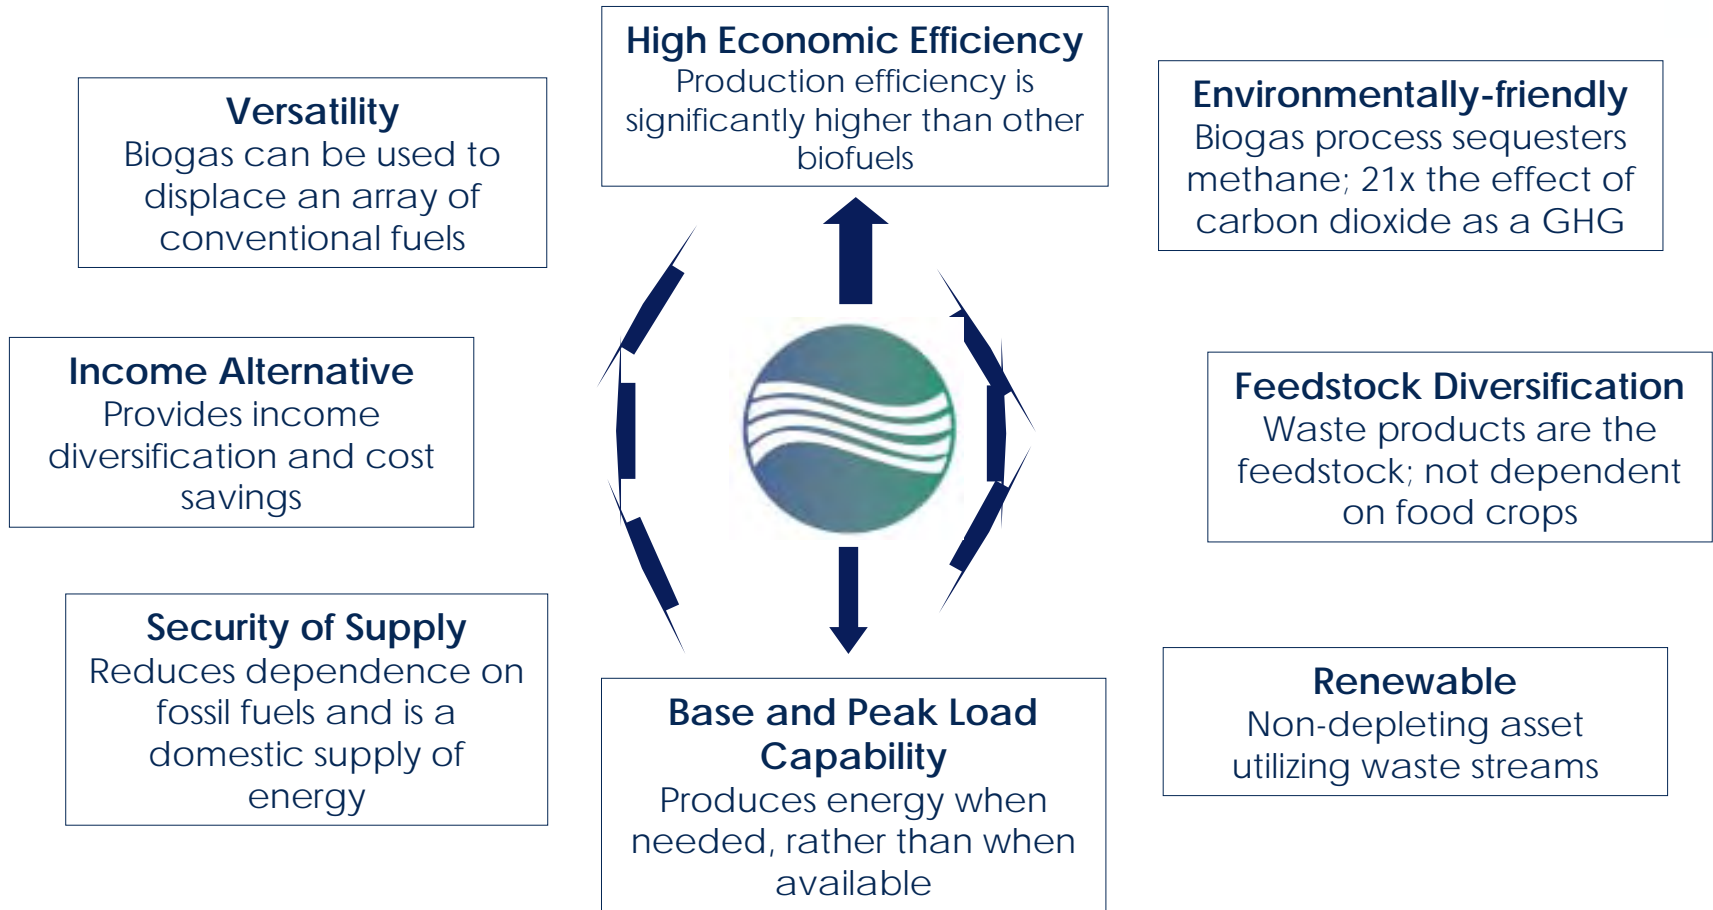 High Economic Efficiency
Production efficiency is
significantly higher than other
biofuels
Versatility
Biogas can be used to
displace an array of
conventional fuels
Environmentally-friendly
Biogas process sequesters
methane; 21x the effect of
carbon dioxide as a GHG
Income Alternative
Provides income
diversification and cost
savings
Feedstock Diversification
Waste products are the
feedstock; not dependent
on food crops
Security of Supply
Reduces dependence on
fossil fuels and is a
domestic supply of
energy
Base and Peak Load
Capability
Produces energy when
needed, rather than when
available
Renewable
Non-depleting asset
utilizing waste streams